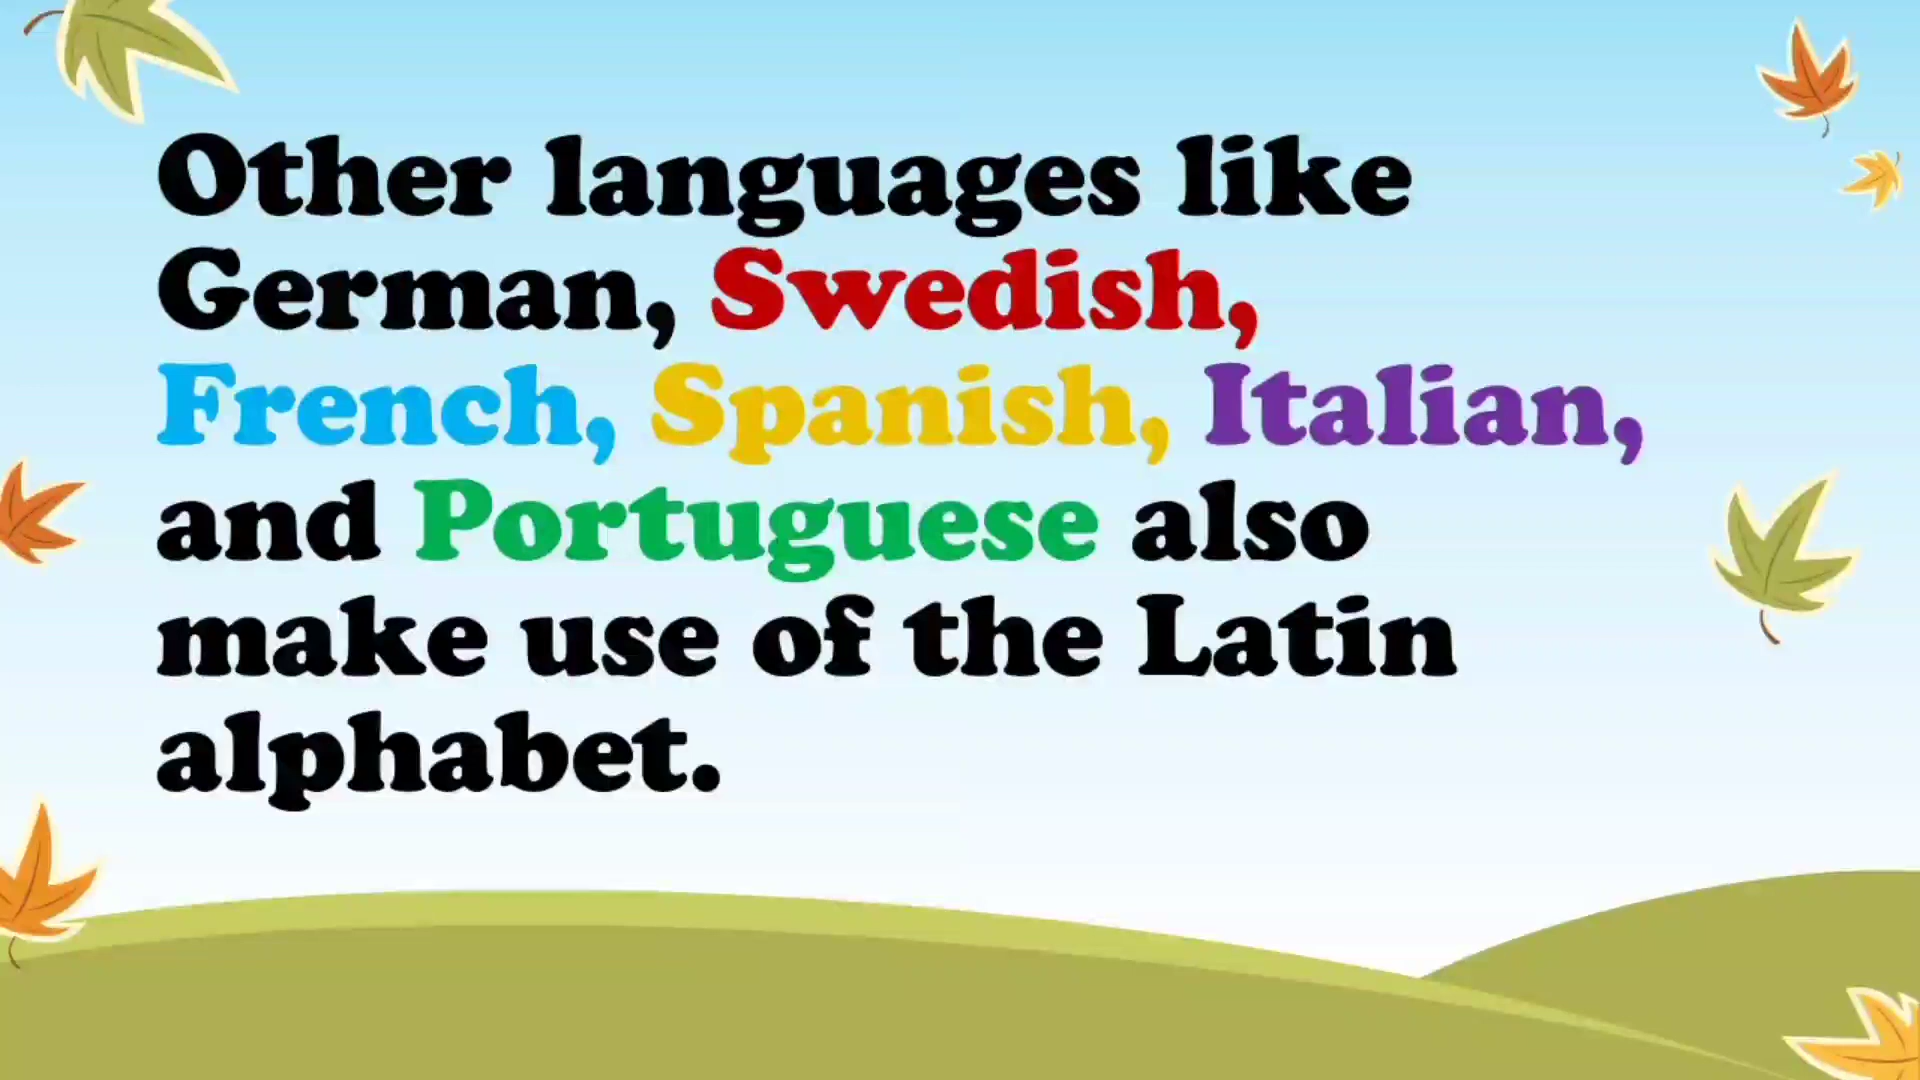 Other languages like
German, Swedish,
French, Spanish, Italian,
and Portuguese also
make use of the Latin
alphabet.